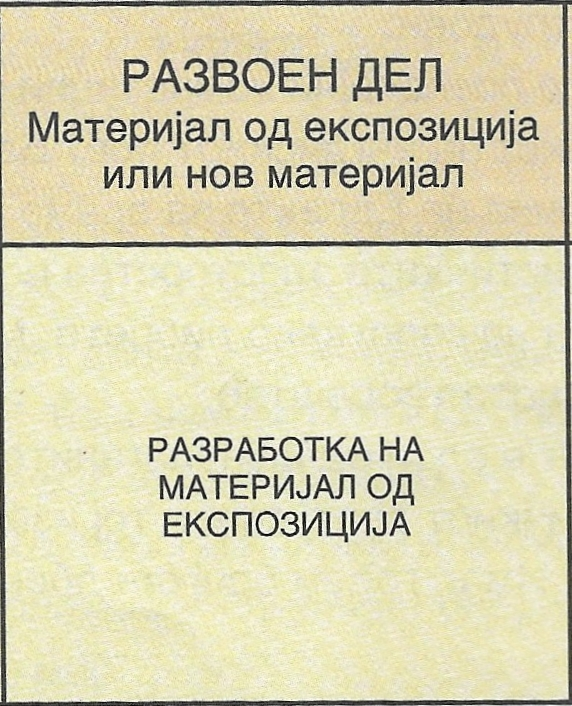 РАЗВОЕН ДЕЛ
Материјал од експозиција
или нов материјал
РАЗРАБОТКА НА
МАТЕРИЈАЛ ОД
ЕКСПОЗИЦИЈА